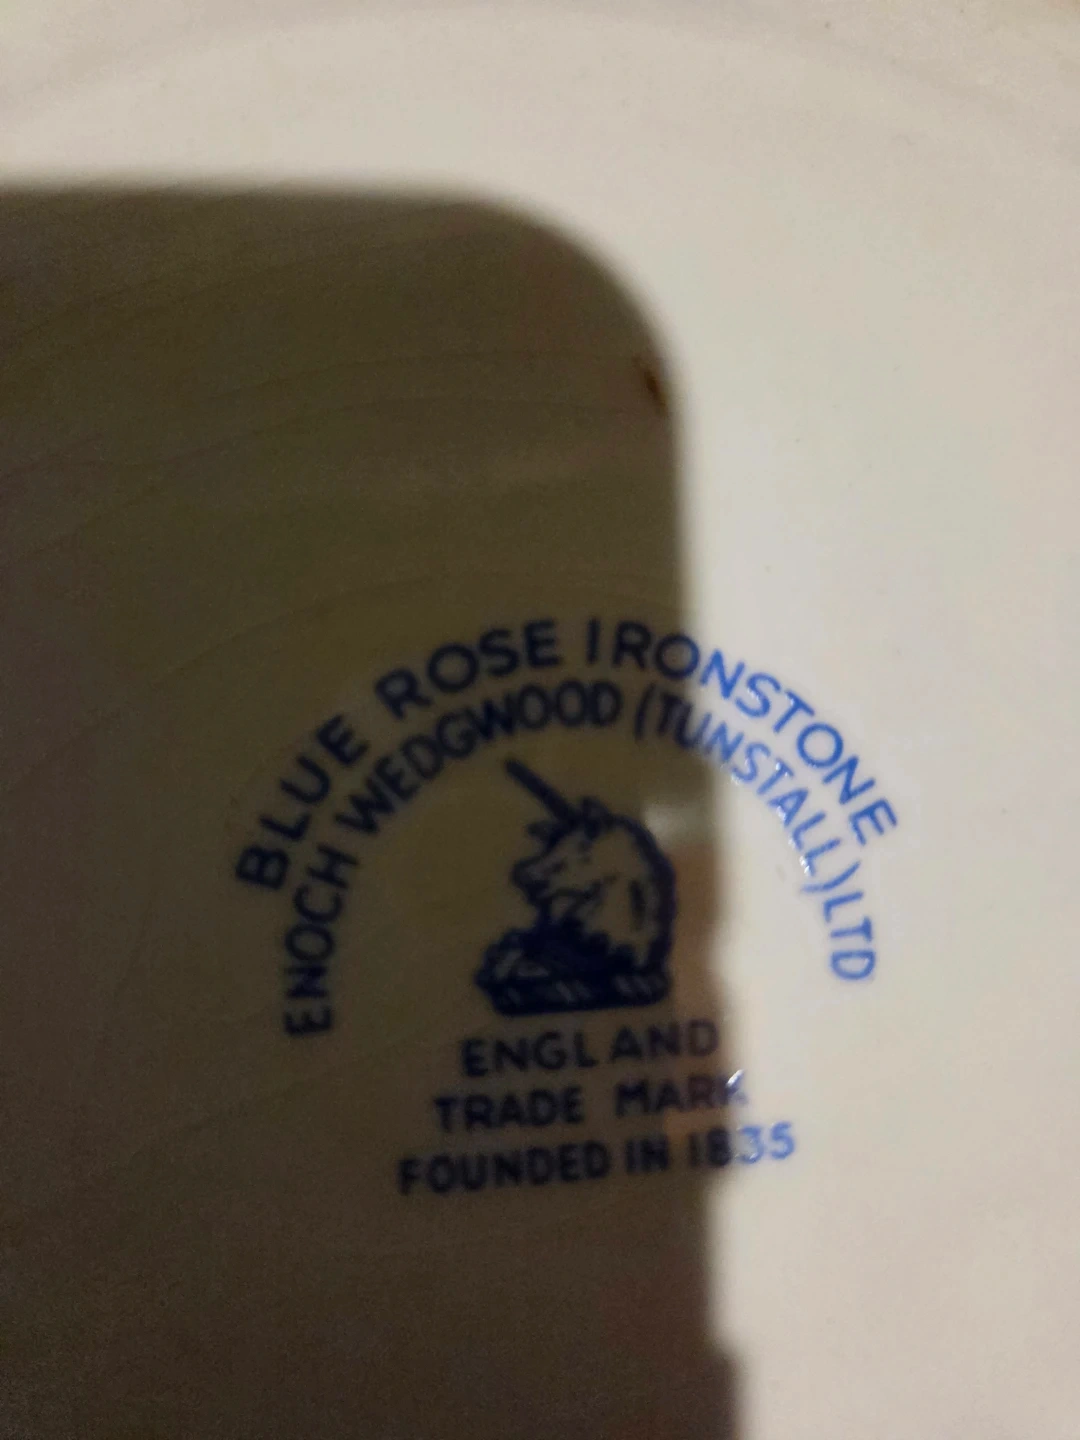 BLUE ROSE IRONSTONE
ENOCH WEDGWOOD (TUNSTALL) LTD
ENGLAND
TRADE MARK
FOUNDED IN 1835